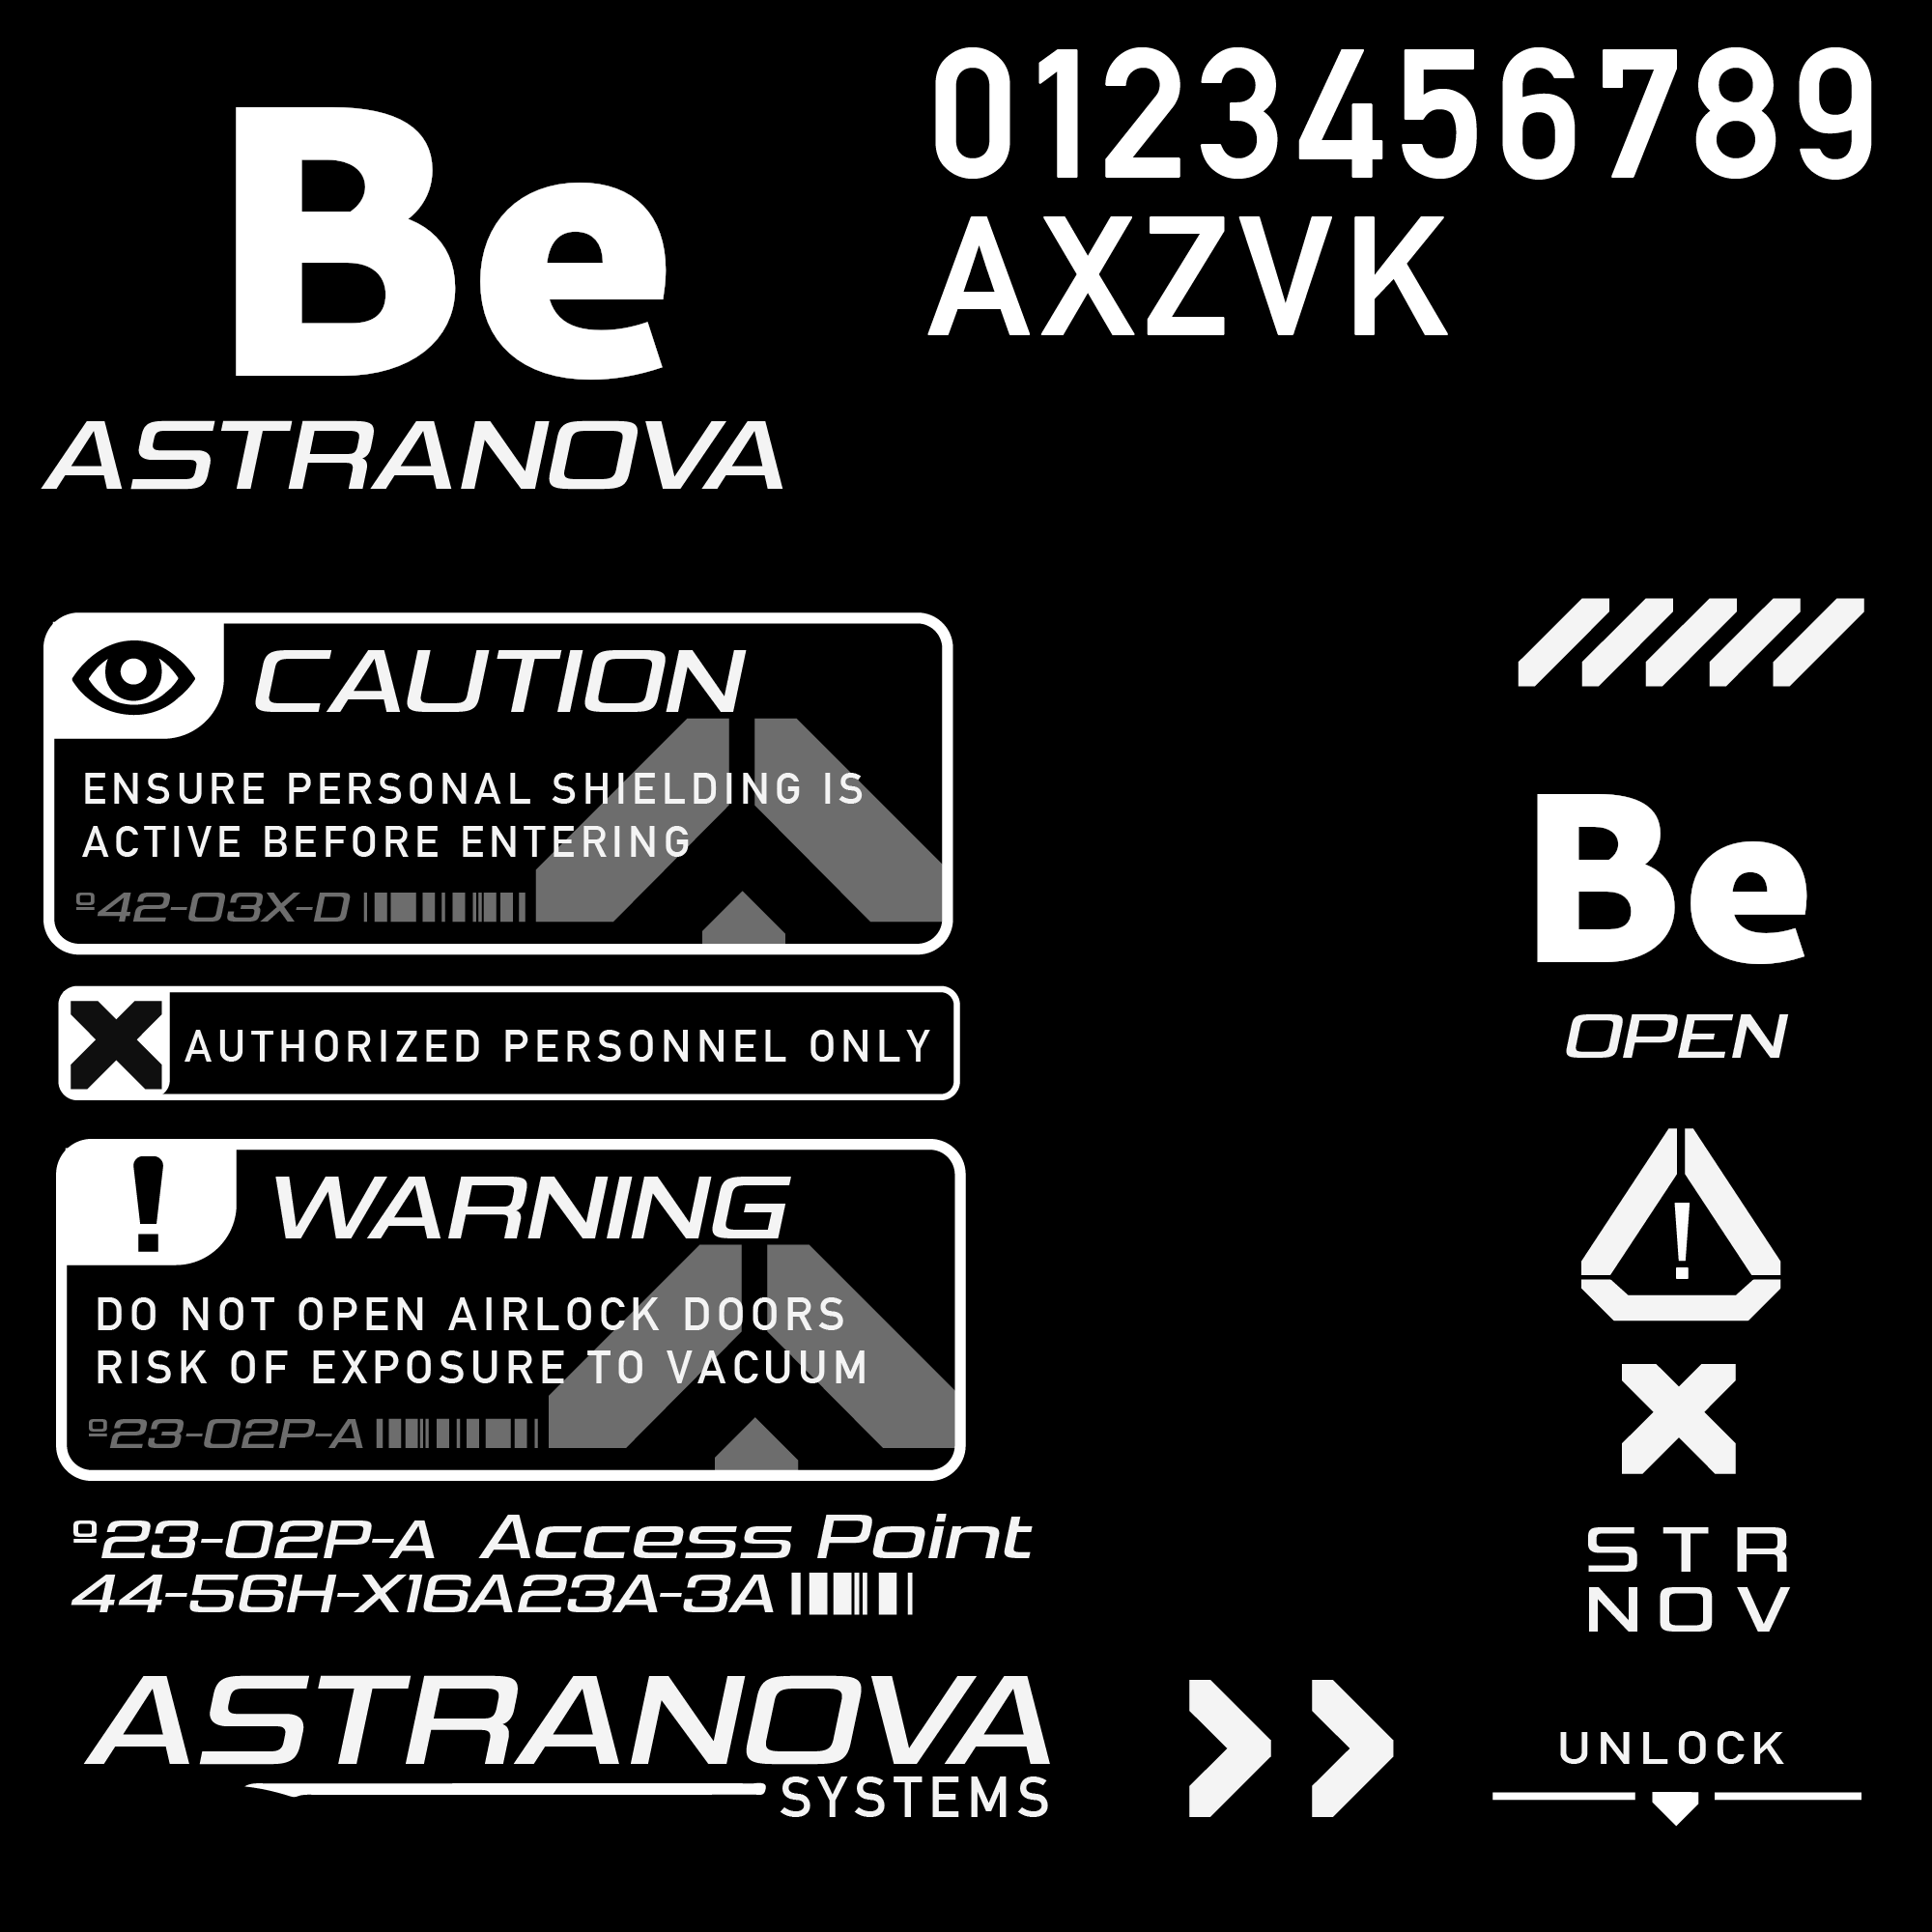 Be
ASTRANOVA
0123456789
AXZVK
CAUTION
ENSURE PERSONAL SHIELDING IS
ACTIVE BEFORE ENTERING
º42-03X-D
AUTHORIZED PERSONNEL ONLY
!
WARNING
DO NOT OPEN AIRLOCK DOORS
RISK OF EXPOSURE TO VACUUM
º23-02P-A
º23-02P-A Access Point
44-56H-X16A23A-3A
ASTRANOVA
SYSTEMS
Be
OPEN
!
STR
NOV
UNLOCK